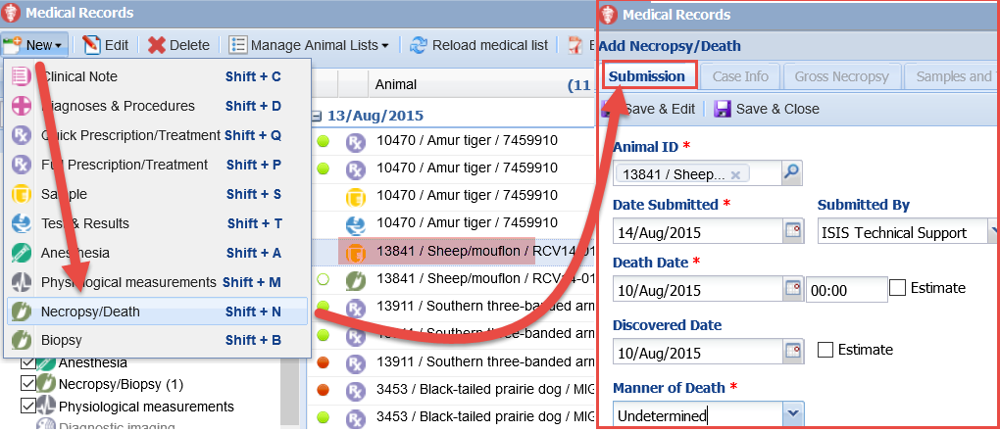 Medical Records
New
Edit
Delete
Manage Animal Lists
Reload medical list
Clinical Note Shift + C
Diagnoses & Procedures Shift + D
Quick Prescription/Treatment Shift + Q
Full Prescription/Treatment Shift + P
Sample Shift + S
Test & Results Shift + T
Anesthesia Shift + A
Physiological measurements Shift + M
Necropsy/Death Shift + N
Biopsy Shift + B
Anesthesia
Necropsy/Biopsy (1)
Physiological measurements
Diagnostic imaging
Animal (11
13/Aug/2015
10470 / Amur tiger / 7459910
10470 / Amur tiger / 7459910
10470 / Amur tiger / 7459910
10470 / Amur tiger / 7459910
13841 / Sheep/mouflon / RCV14-01
13841 / Sheep/mouflon / RCV14-01
13911 / Southern three-banded arm
13911 / Southern three-banded arm
13911 / Southern three-banded arm
3453 / Black-tailed prairie dog / MIG
3453 / Black-tailed prairie dog / MIG
Medical Records
Add Necropsy/Death
Submission
Case Info
Gross Necropsy
Samples and
Save & Edit
Save & Close
Animal ID *
13841 / Sheep... x
Date Submitted * Submitted By
14/Aug/2015 ISIS Technical Support
Death Date *
10/Aug/2015 00:00 Estimate
Discovered Date
10/Aug/2015 Estimate
Manner of Death *
Undetermined